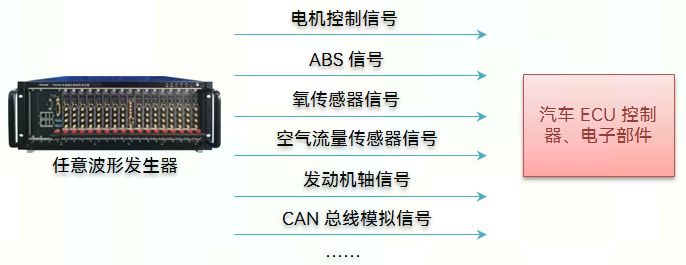 电机控制信号
ABS 信号
氧传感器信号
空气流量传感器信号
发动机轴信号
CAN 总线模拟信号
……
任意波形发生器
汽车 ECU 控制
器、电子部件